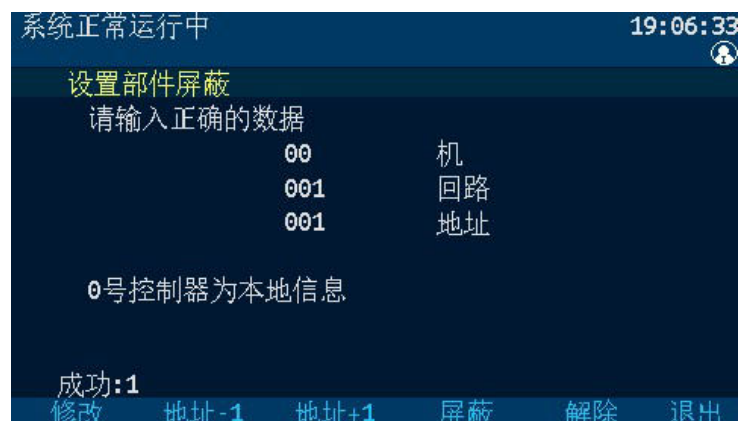 系统正常运行中 19:06:33
设置部件屏蔽
请输入正确的数据
00 机
001 回路
001 地址
0号控制器为本地信息
成功:1
修改 地址-1 地址+1 屏蔽 解除 退出